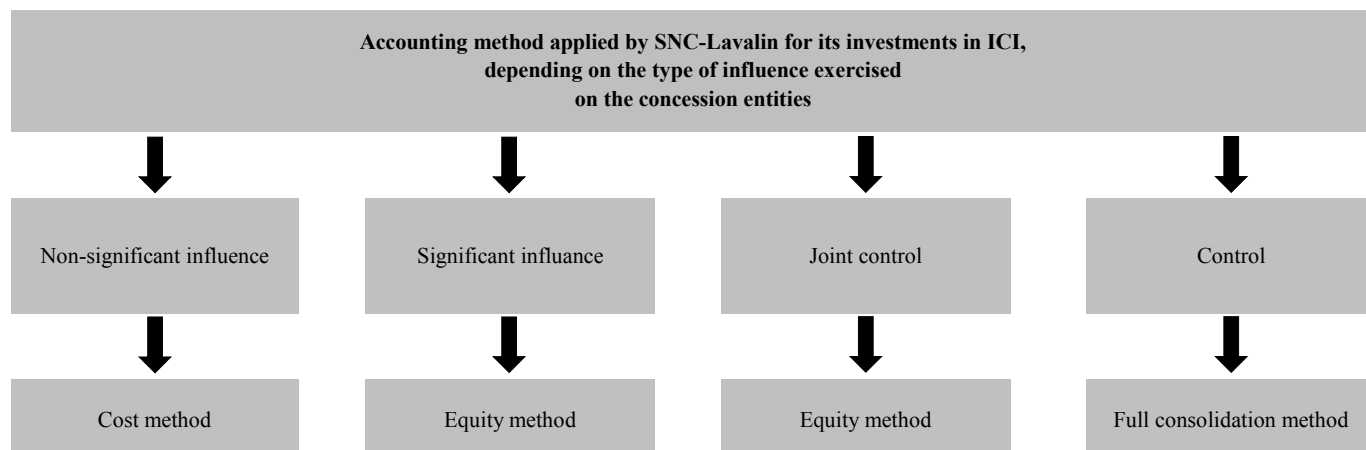 Accounting method applied by SNC-Lavalin for its investments in ICI,
depending on the type of influence exercised
on the concession entities
Non-significant influence
Significant influance
Joint control
Control
Cost method
Equity method
Equity method
Full consolidation method